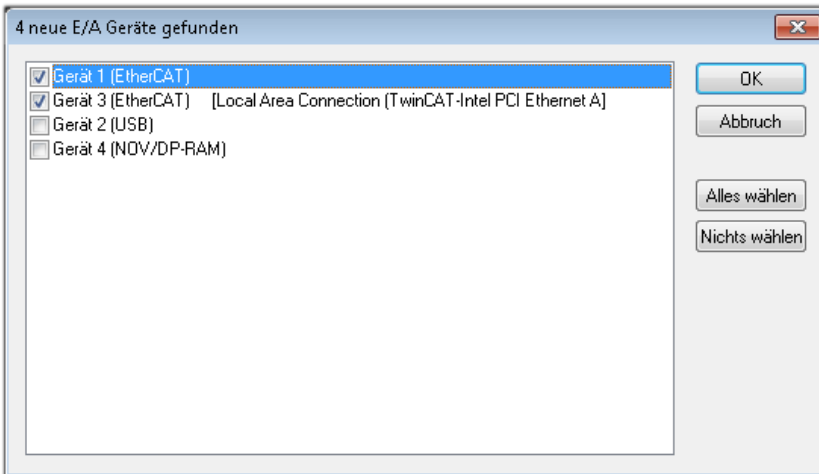 4 neue E/A Geräte gefunden
Gerät 1 (EtherCAT)
Gerät 3 (EtherCAT) [Local Area Connection (TwinCAT-Intel PCI Ethernet A]
Gerät 2 (USB)
Gerät 4 (NOV/DP-RAM)
OK
Abbruch
Alles wählen
Nichts wählen